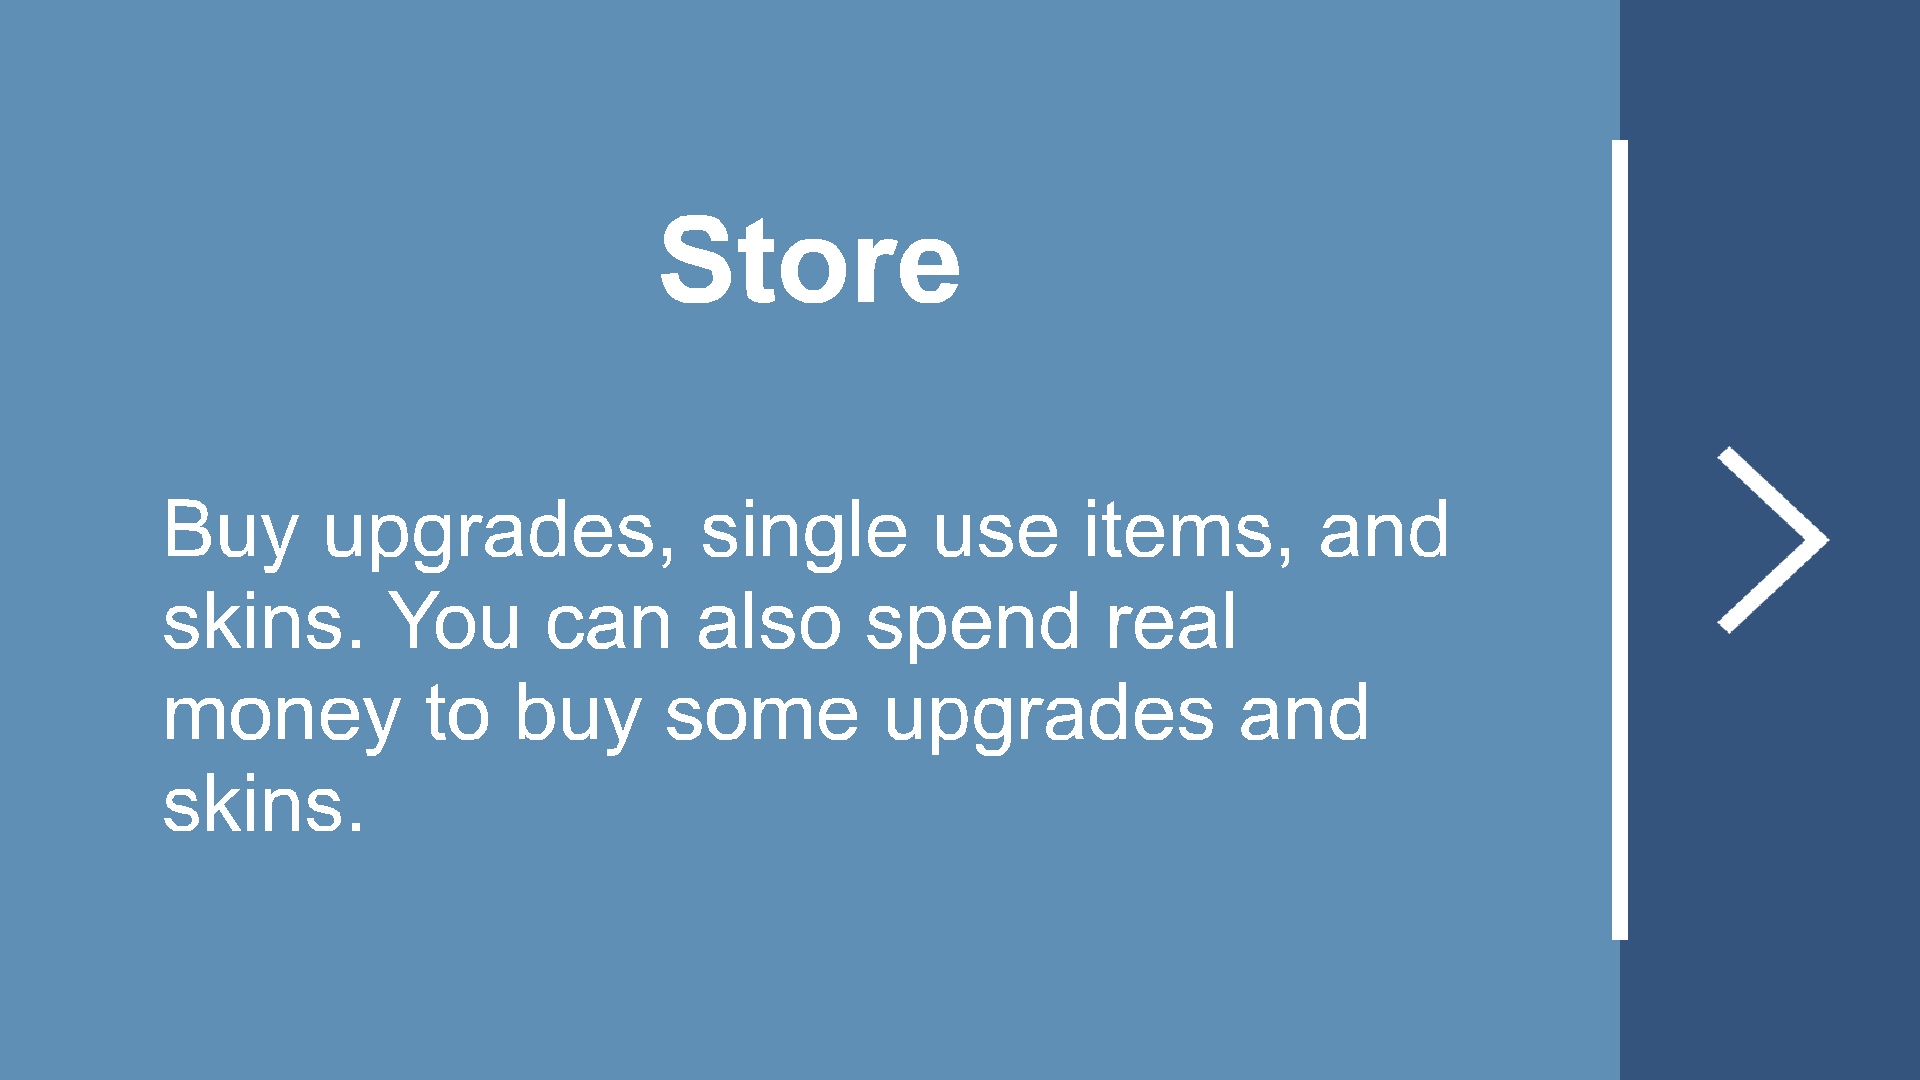 Store
Buy upgrades, single use items, and
skins. You can also spend real
money to buy some upgrades and
skins.